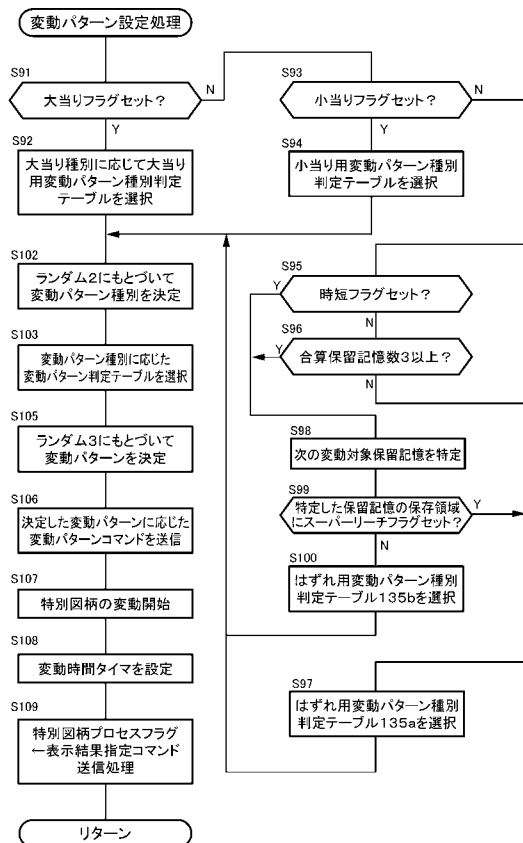 変動パターン設定処理
S91
大当りフラグセット?
N
Y
S92
大当り種別に応じて大当り
用変動パターン種別判定
テーブルを選択
S93
小当りフラグセット?
N
Y
S94
小当り用変動パターン種別
判定テーブルを選択
S95
Y
時短フラグセット?
N
S96
Y
合算保留記憶数3以上?
N
S98
次の変動対象保留記憶を特定
S99
特定した保留記憶の保存領域
にスーパーリーチフラグセット?
Y
N
S100
はずれ用変動パターン種別
判定テーブル135bを選択
S97
はずれ用変動パターン種別
判定テーブル135aを選択
S102
ランダム2にもとづいて
変動パターン種別を決定
S103
変動パターン種別に応じた
変動パターン判定テーブルを選択
S105
ランダム3にもとづいて
変動パターンを決定
S106
決定した変動パターンに応じた
変動パターンコマンドを送信
S107
特別図柄の変動開始
S108
変動時間タイマを設定
S109
特別図柄プロセスフラグ
←表示結果指定コマンド
送信処理
リターン